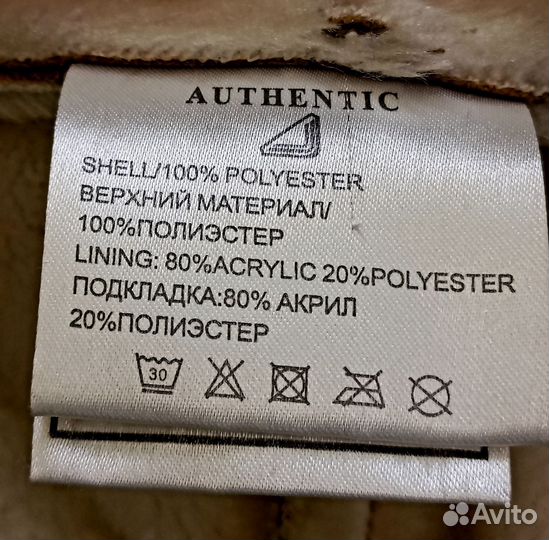 AUTHENTIC
SHELL/100% POLYESTER
ВЕРХНИЙ МАТЕРИАЛ/
100%ПОЛИЭСТЕР
LINING: 80%ACRYLIC 20%POLYESTER
ПОДКЛАДКА:80% АКРИЛ
20%ПОЛИЭСТЕР
30
Avito